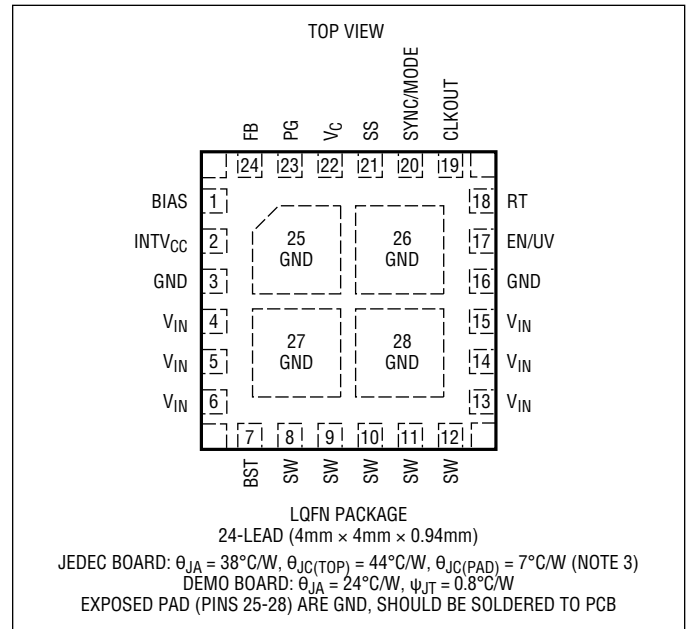 TOP VIEW
FB PG VC SS SYNC/MODE CLKOUT
24 23 22 21 20 19
BIAS 1 18 RT
INTVCC 2 25 GND 26 GND 17 EN/UV
GND 3 16 GND
VIN 4 15 VIN
VIN 5 27 GND 28 GND 14 VIN
VIN 6 13 VIN
7 8 9 10 11 12
BST SW SW SW SW SW
LQFN PACKAGE
24-LEAD (4mm × 4mm × 0.94mm)
JEDEC BOARD: θJA = 38°C/W, θJC(TOP) = 44°C/W, θJC(PAD) = 7°C/W (NOTE 3)
DEMO BOARD: θJA = 24°C/W, ψJT = 0.8°C/W
EXPOSED PAD (PINS 25-28) ARE GND, SHOULD BE SOLDERED TO PCB